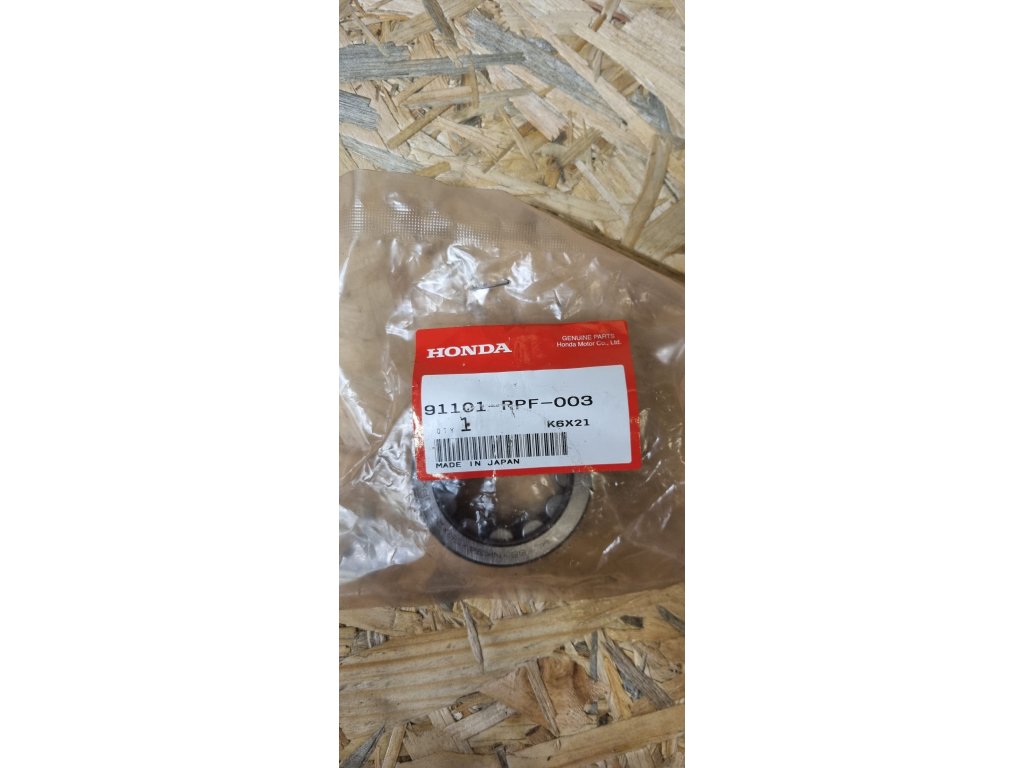 HONDA
GENUINE PARTS
Honda Motor Co., Ltd.
91101-RPF-003
QTY 1 K6X21
MADE IN JAPAN